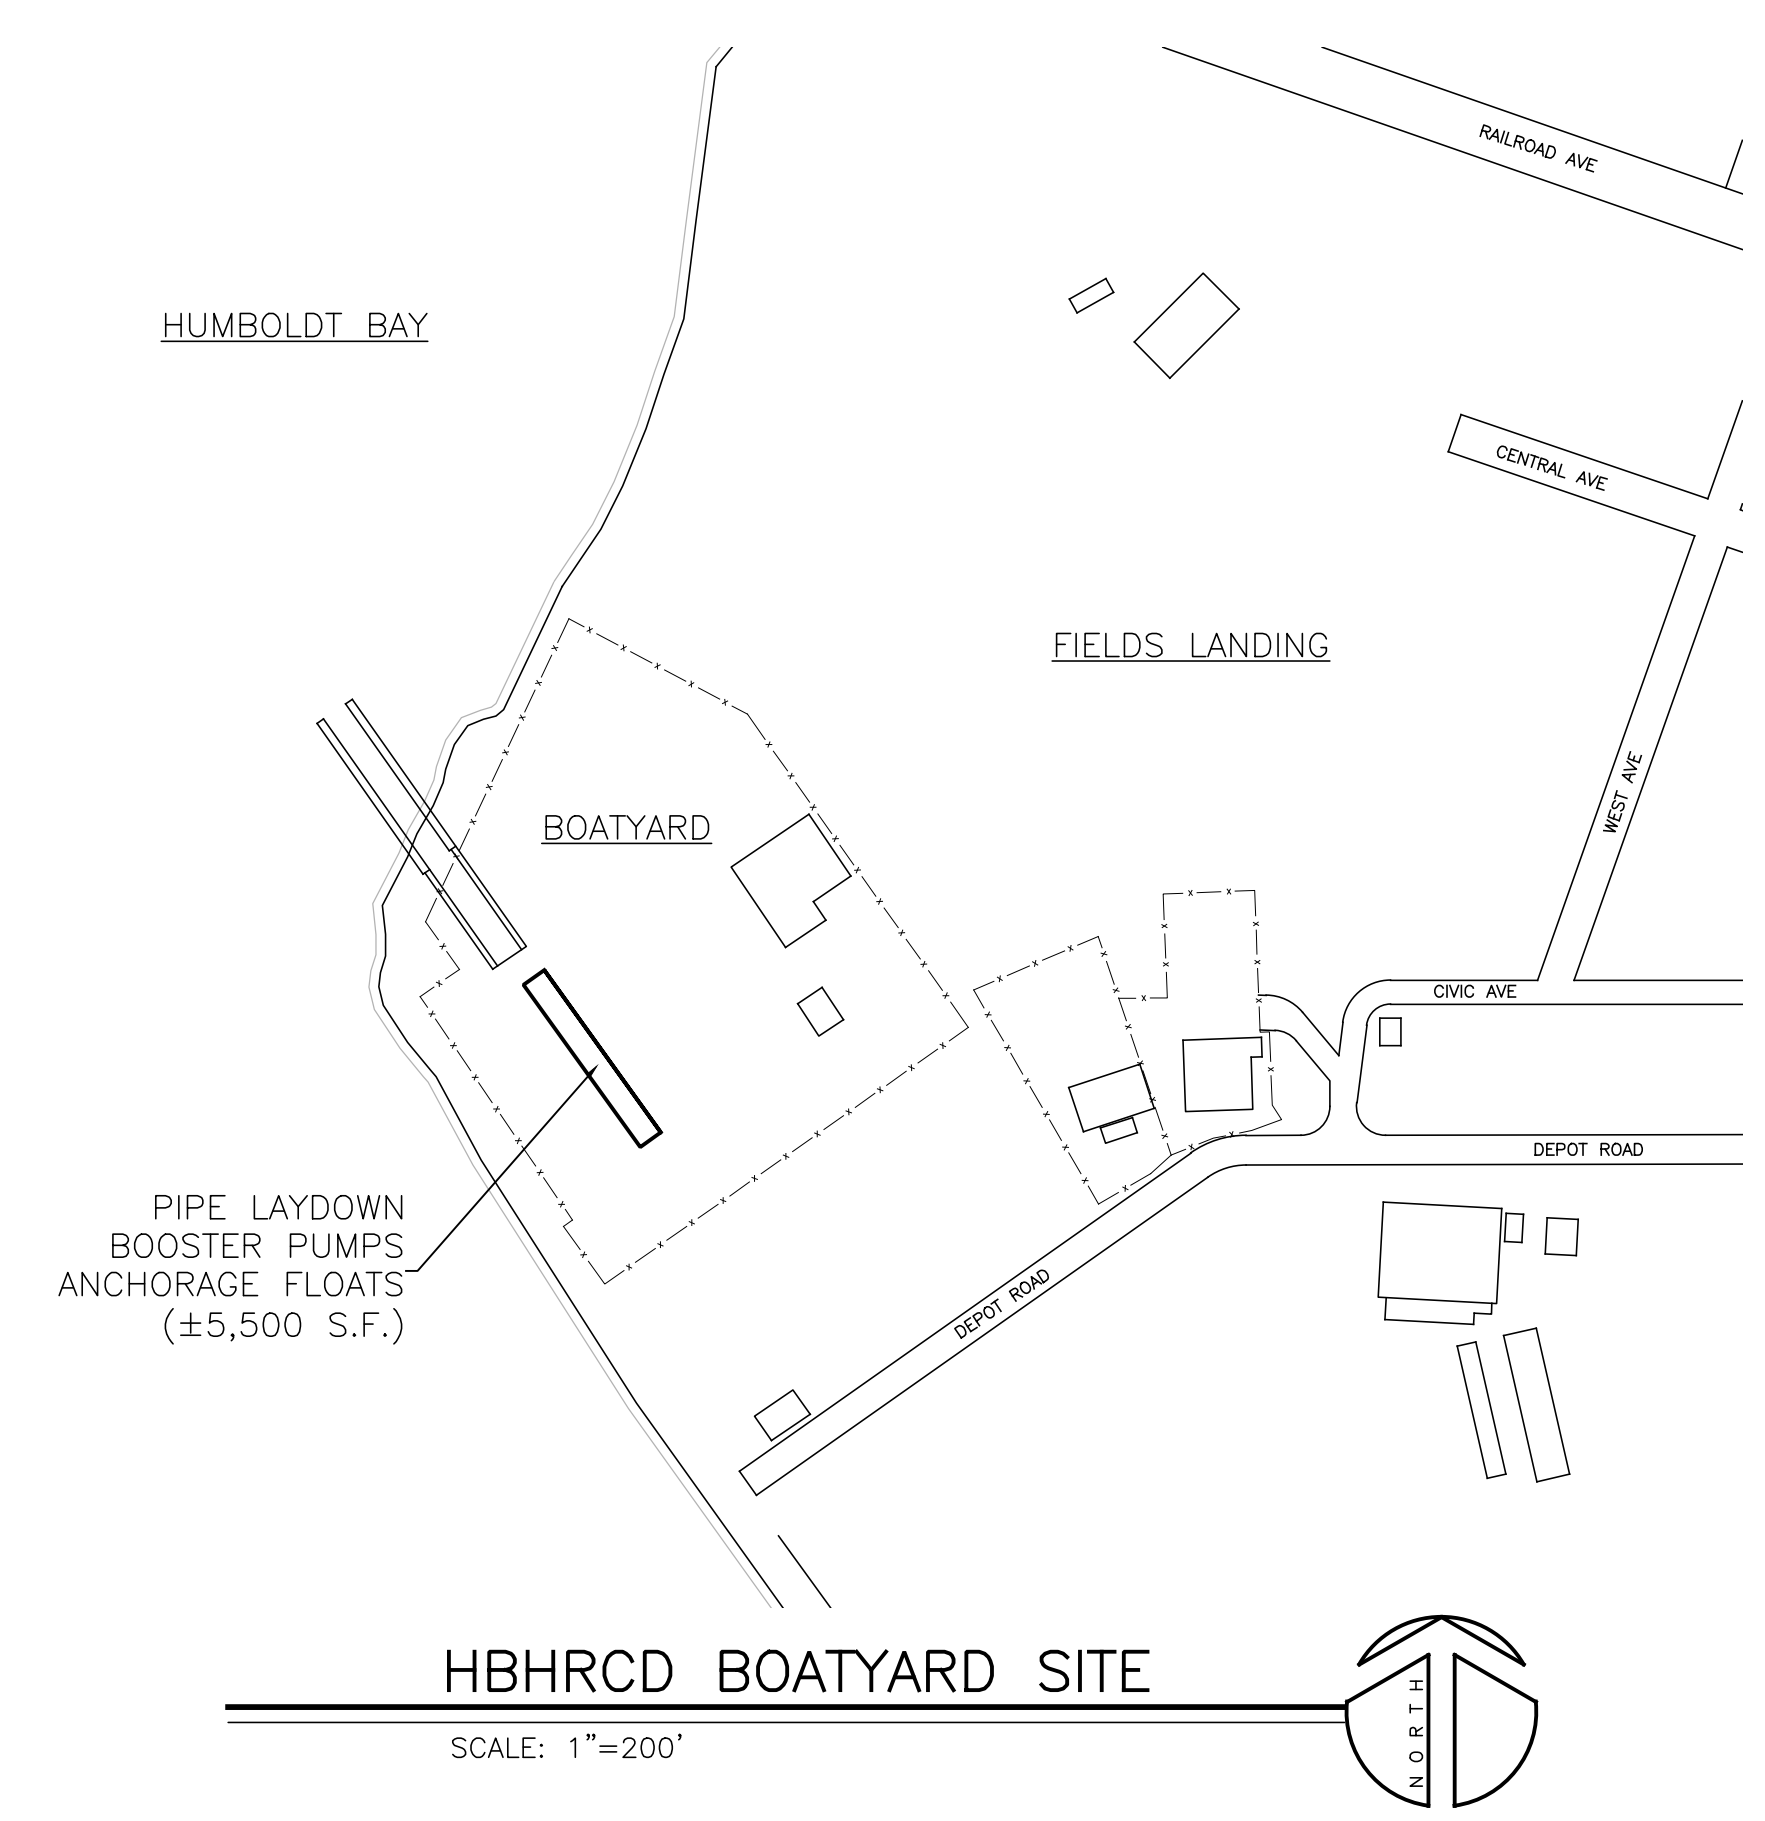 RAILROAD AVE
HUMBOLDT BAY
CENTRAL AVE
FIELDS LANDING
WEST AVE
BOATYARD
CIVIC AVE
DEPOT ROAD
PIPE LAYDOWN
BOOSTER PUMPS
ANCHORAGE FLOATS
(±5,500 S.F.)
DEPOT ROAD
HBHRCD BOATYARD SITE
SCALE: 1"=200'
NORTH